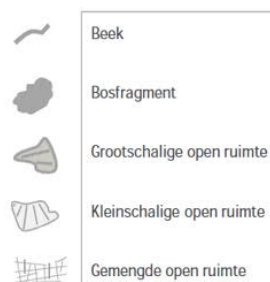 Beek
Bosfragment
Grootschalige open ruimte
Kleinschalige open ruimte
Gemengde open ruimte